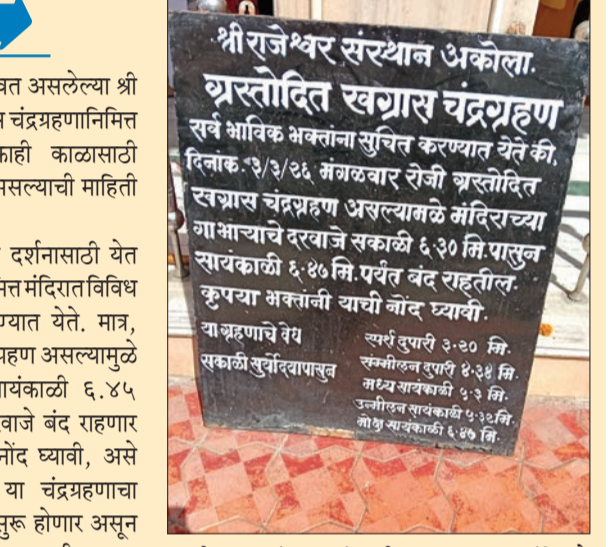 वत असलेल्या श्री
चंद्रग्रहणानिमित्त
काही काळासाठी
असल्याची माहिती
दर्शनासाठी येत
मित्त मंदिरात विविध
ण्यात येते. मात्र,
ग्रहण असल्यामुळे
सायंकाळी ६.४५
वाजे बंद राहणार
नोंद घ्यावी, असे
या चंद्रग्रहणाचा
सुरू होणार असून
श्री राजेश्वर संस्थान अकोला.
ग्रस्तोदित खग्रास चंद्रग्रहण
सर्व भाविक भक्तांना सुचित करण्यात येते की,
दिनांक. ३/३/२६ मंगळवार रोजी ग्रस्तोदित
खग्रास चंद्रग्रहण असल्यामळे मंदिराच्या
गाभाऱ्याचे दरवाजे सकाळी ६.३० मि.पासुन
सायंकाळी ६.४७ मि. पर्यंत बंद राहतील.
कृपया भक्तांनी याची नोंद घ्यावी.
या ग्रहणाचे वेध
सकाळी सुर्योदयापासुन
स्पर्श दुपारी ३-२० मि.
संम्मीलन दुपारी ४.३४ मि.
मध्य सायंकाळी ५.३ मि.
उन्मीलन सायंकाळी ५.३२ मि.
मोक्ष सायंकाळी ६.४७ मि.